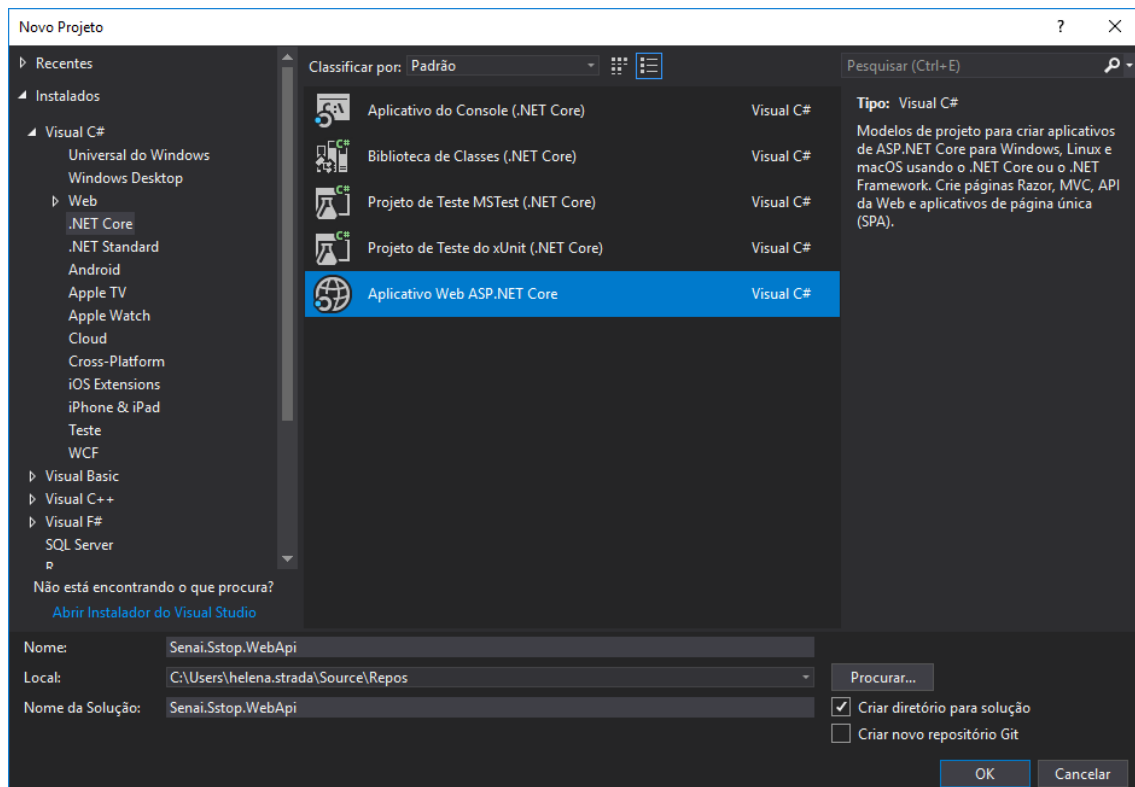 Novo Projeto
?
Recentes
Instalados
Visual C#
Universal do Windows
Windows Desktop
Web
.NET Core
.NET Standard
Android
Apple TV
Apple Watch
Cloud
Cross-Platform
iOS Extensions
iPhone & iPad
Teste
WCF
Visual Basic
Visual C++
Visual F#
SQL Server
R
Não está encontrando o que procura?
Abrir Instalador do Visual Studio
Classificar por: Padrão
Aplicativo do Console (.NET Core) Visual C#
Biblioteca de Classes (.NET Core) Visual C#
Projeto de Teste MSTest (.NET Core) Visual C#
Projeto de Teste do xUnit (.NET Core) Visual C#
Aplicativo Web ASP.NET Core Visual C#
Pesquisar (Ctrl+E)
Tipo: Visual C#
Modelos de projeto para criar aplicativos
de ASP.NET Core para Windows, Linux e
macOS usando o .NET Core ou o .NET
Framework. Crie páginas Razor, MVC, API
da Web e aplicativos de página única
(SPA).
Nome: Senai.Sstop.WebApi
Local: C:\Users\helena.strada\Source\Repos
Procurar...
Nome da Solução: Senai.Sstop.WebApi
Criar diretório para solução
Criar novo repositório Git
OK Cancelar